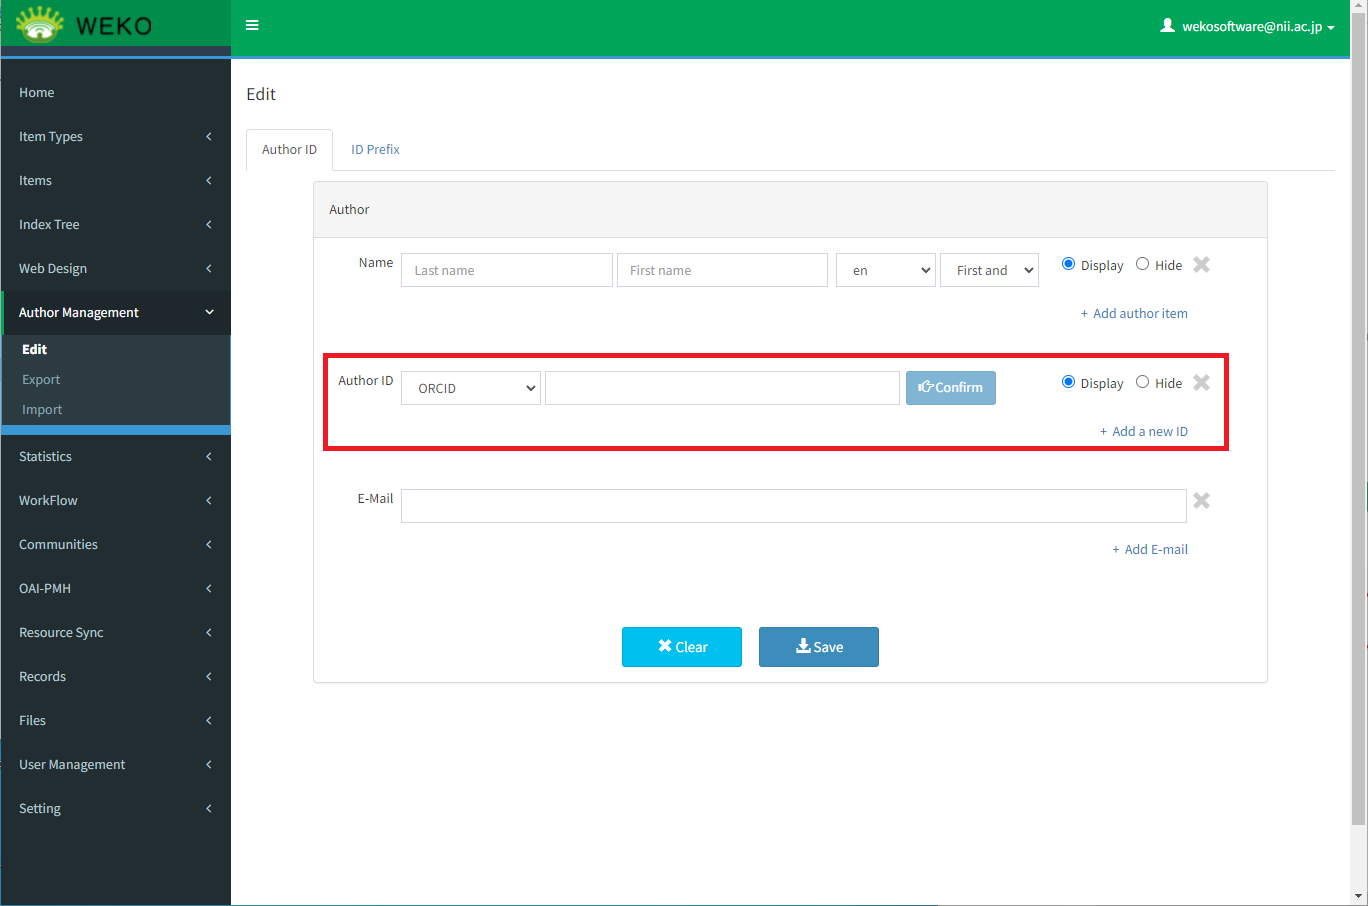 WEKO
wekosoftware@nii.ac.jp
Home
Item Types
Items
Index Tree
Web Design
Author Management
Edit
Export
Import
Statistics
WorkFlow
Communities
OAI-PMH
Resource Sync
Records
Files
User Management
Setting
Edit
Author ID ID Prefix
Author
Name Last name First name en First and Display Hide
+ Add author item
Author ID ORCID Confirm Display Hide
+ Add a new ID
E-Mail
+ Add E-mail
Clear Save